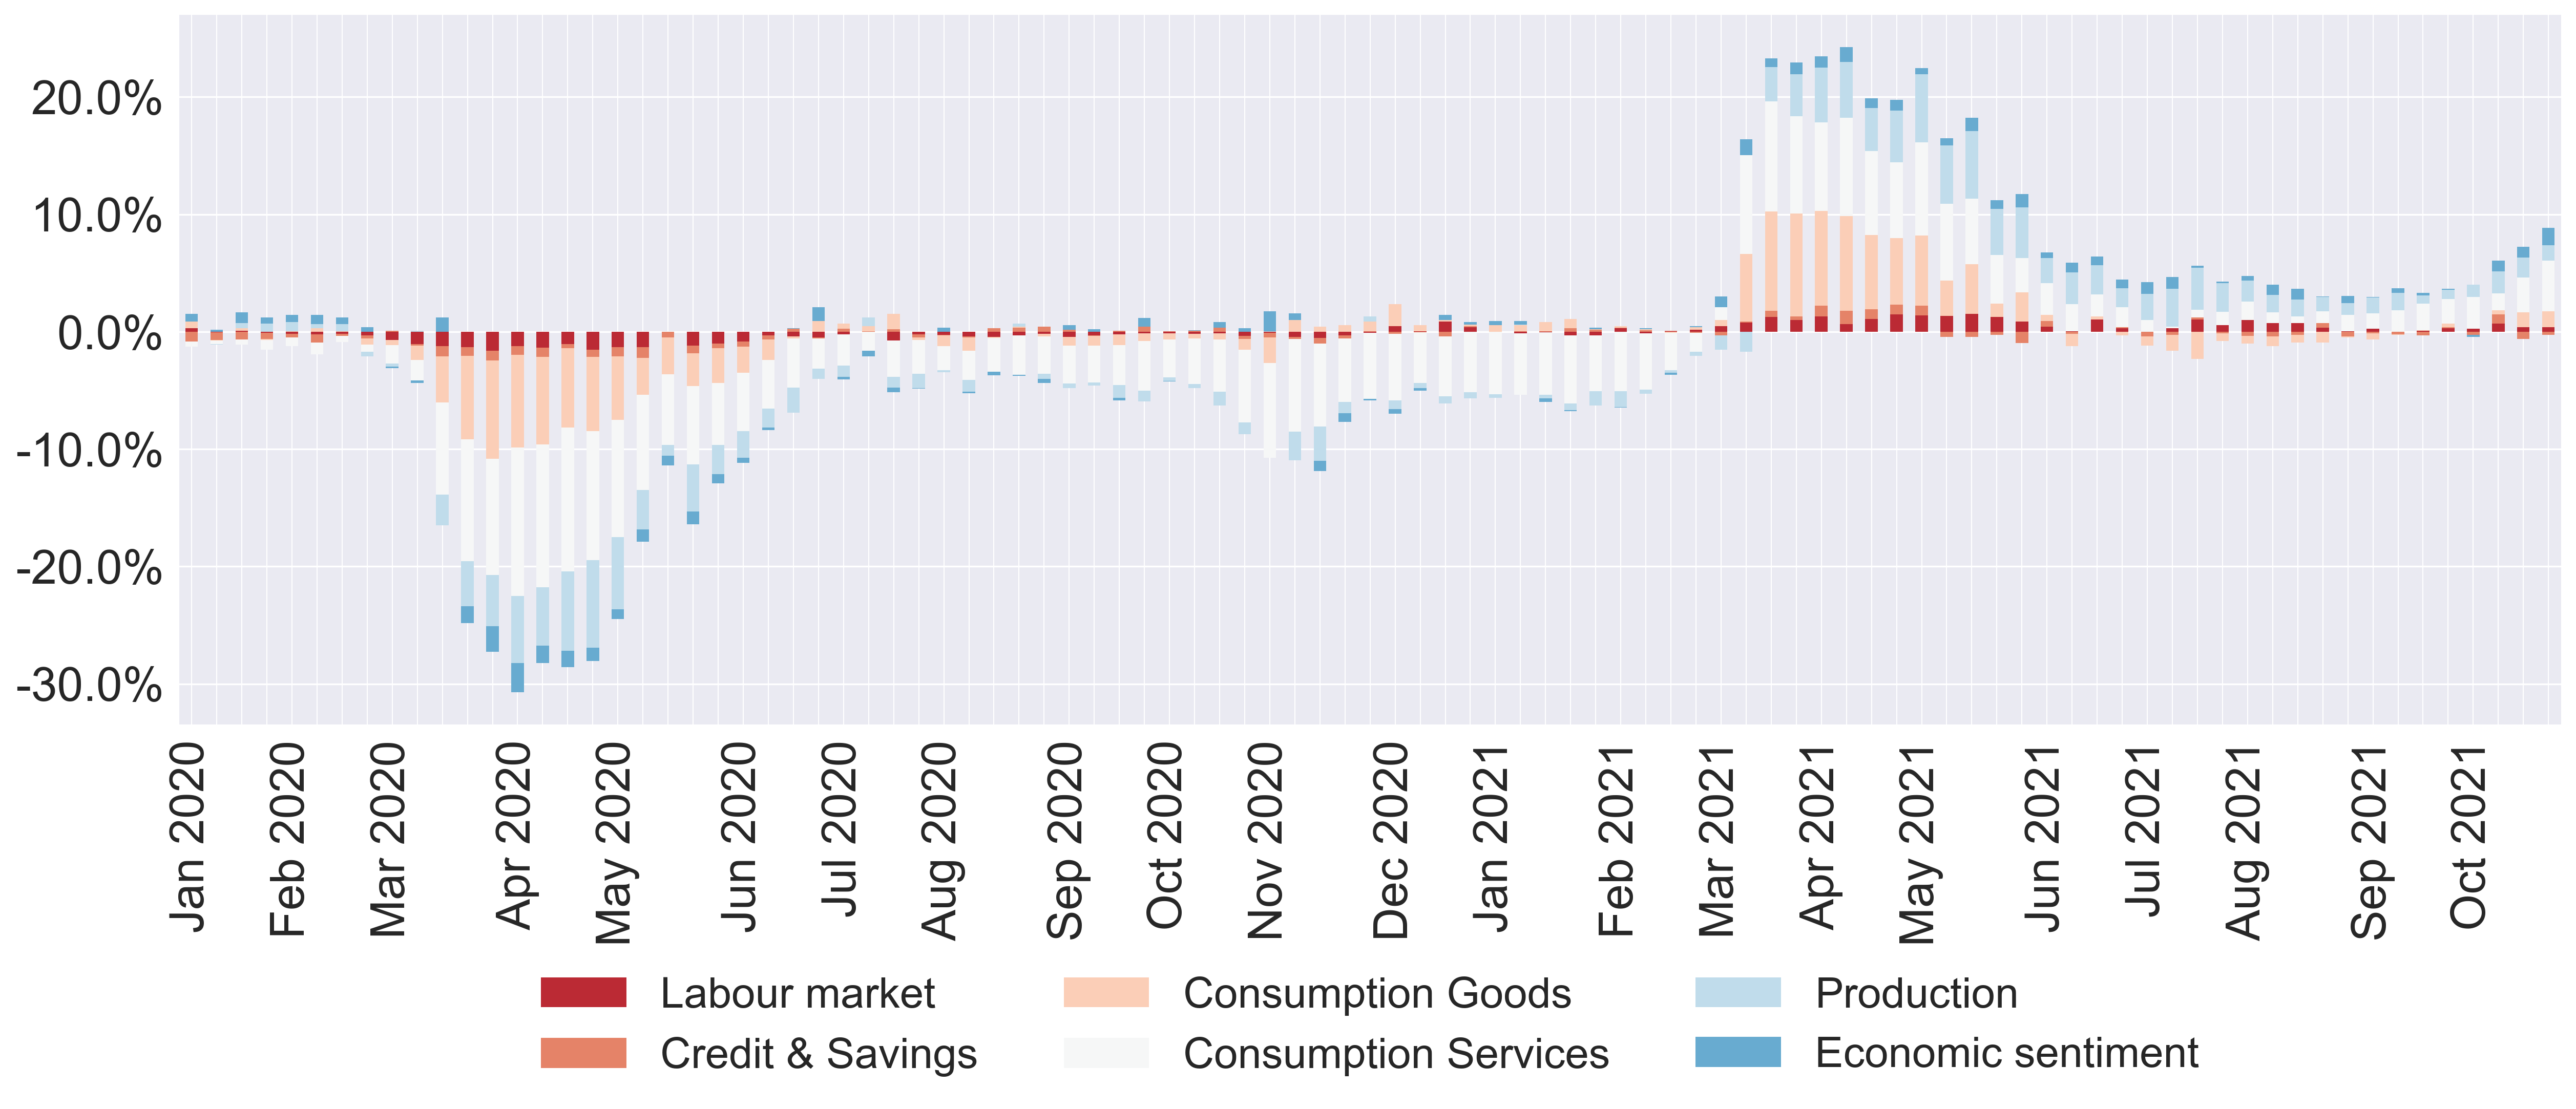 20.0%
10.0%
0.0%
-10.0%
-20.0%
-30.0%
Jan 2020
Feb 2020
Mar 2020
Apr 2020
May 2020
Jun 2020
Jul 2020
Aug 2020
Sep 2020
Oct 2020
Nov 2020
Dec 2020
Jan 2021
Feb 2021
Mar 2021
Apr 2021
May 2021
Jun 2021
Jul 2021
Aug 2021
Sep 2021
Oct 2021
Labour market
Credit & Savings
Consumption Goods
Consumption Services
Production
Economic sentiment